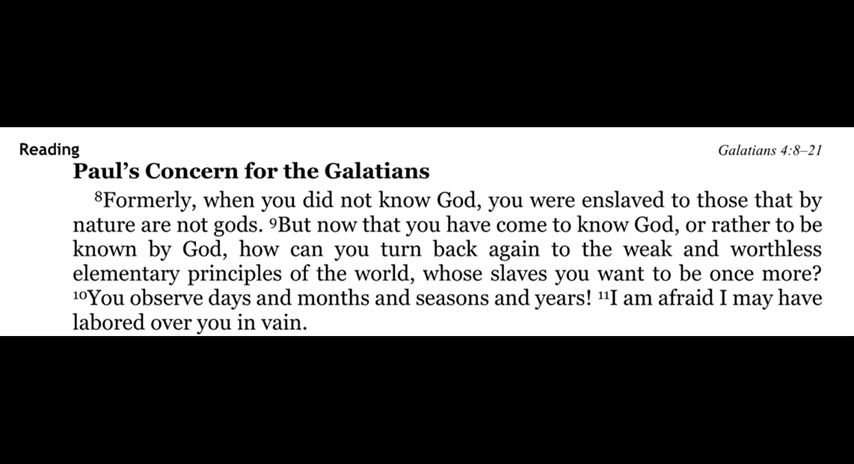 Reading
Galatians 4:8–21
Paul’s Concern for the Galatians
⁸Formerly, when you did not know God, you were enslaved to those that by
nature are not gods. ⁹But now that you have come to know God, or rather to be
known by God, how can you turn back again to the weak and worthless
elementary principles of the world, whose slaves you want to be once more?
¹⁰You observe days and months and seasons and years! ¹¹I am afraid I may have
labored over you in vain.